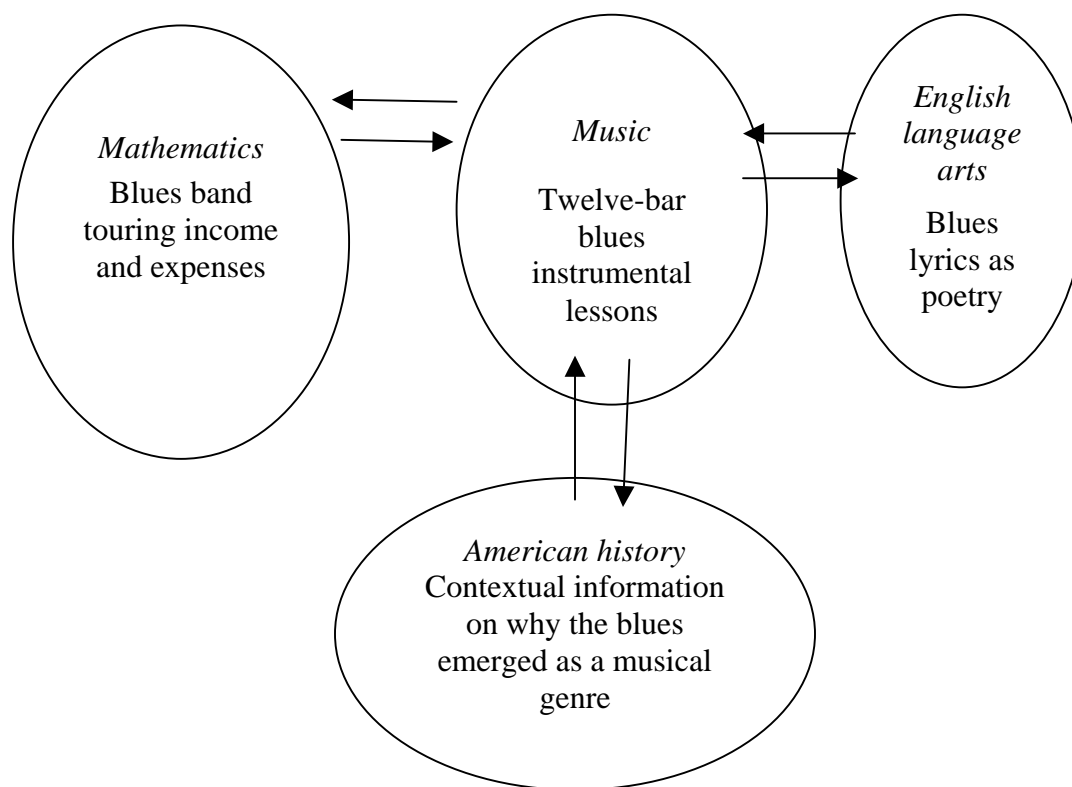 Mathematics
Blues band
touring income
and expenses
Music
Twelve-bar
blues
instrumental
lessons
English
language
arts
Blues
lyrics as
poetry
American history
Contextual information
on why the blues
emerged as a musical
genre